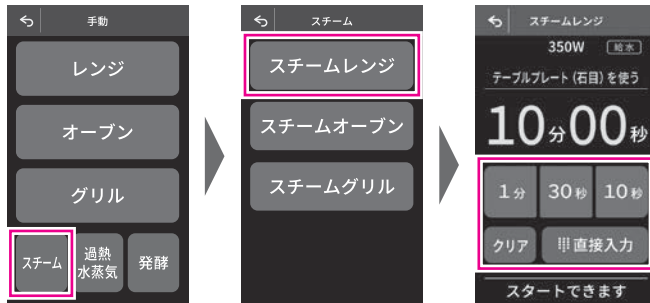 手動
レンジ
オーブン
グリル
スチーム
過熱
水蒸気
発酵
スチーム
スチームレンジ
スチームオーブン
スチームグリル
スチームレンジ
350W 給水
テーブルプレート(石目)を使う
10分00秒
1分 30秒 10秒
クリア 直接入力
スタートできます